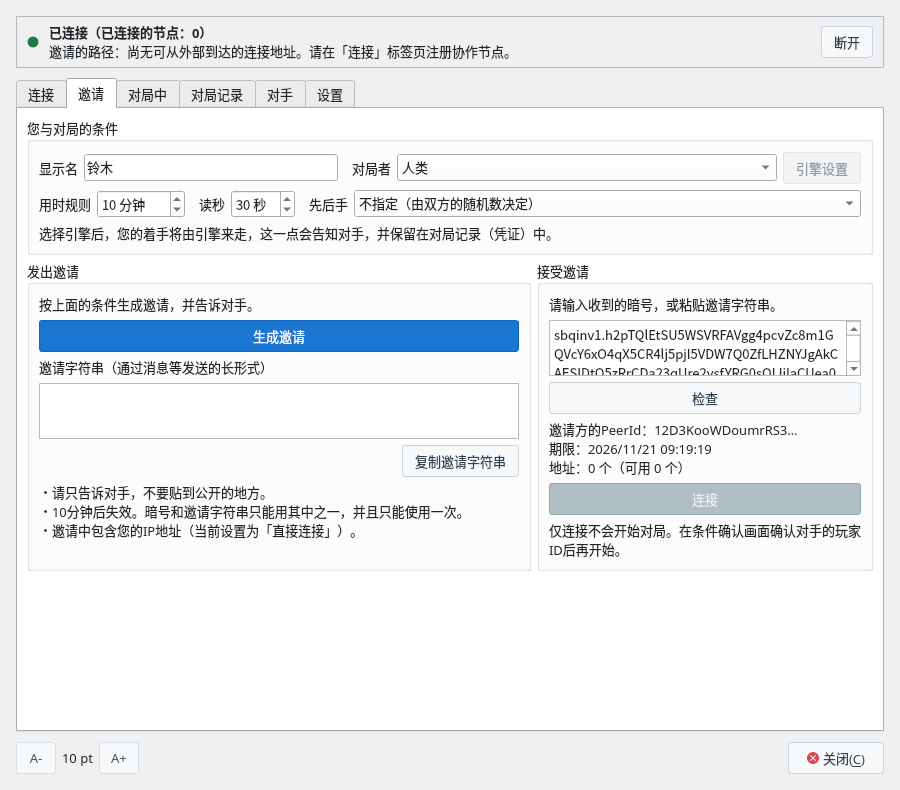 已连接（已连接的节点：0）
邀请的路径：尚无可从外部到达的连接地址。请在「连接」标签页注册协作节点。
断开
连接 邀请 对局中 对局记录 对手 设置
您与对局的条件
显示名 铃木 对局者 人类 引擎设置
用时规则 10 分钟 读秒 30 秒 先后手 不指定（由双方的随机数决定）
选择引擎后，您的着手将由引擎来走，这一点会告知对手，并保留在对局记录（凭证）中。
发出邀请
按上面的条件生成邀请，并告诉对手。
生成邀请
邀请字符串（通过消息等发送的长形式）
复制邀请字符串
・请只告诉对手，不要贴到公开的地方。
・10分钟后失效。暗号和邀请字符串只能用其中之一，并且只能使用一次。
・邀请中包含您的IP地址（当前设置为「直接连接」）。
接受邀请
请输入收到的暗号，或粘贴邀请字符串。
sbqinv1.h2pTQlEtSU5WSVRFAVgg4pcvZc8m1G
QVcY6xO4qX5CR4lj5pjI5VDW7Q0ZfLHZNYJgAkC
检查
邀请方的PeerId：12D3KooWDoumrRS3...
期限：2026/11/21 09:19:19
地址：0 个（可用 0 个）
连接
仅连接不会开始对局。在条件确认画面确认对手的玩家
ID后再开始。
A- 10 pt A+
关闭(C)